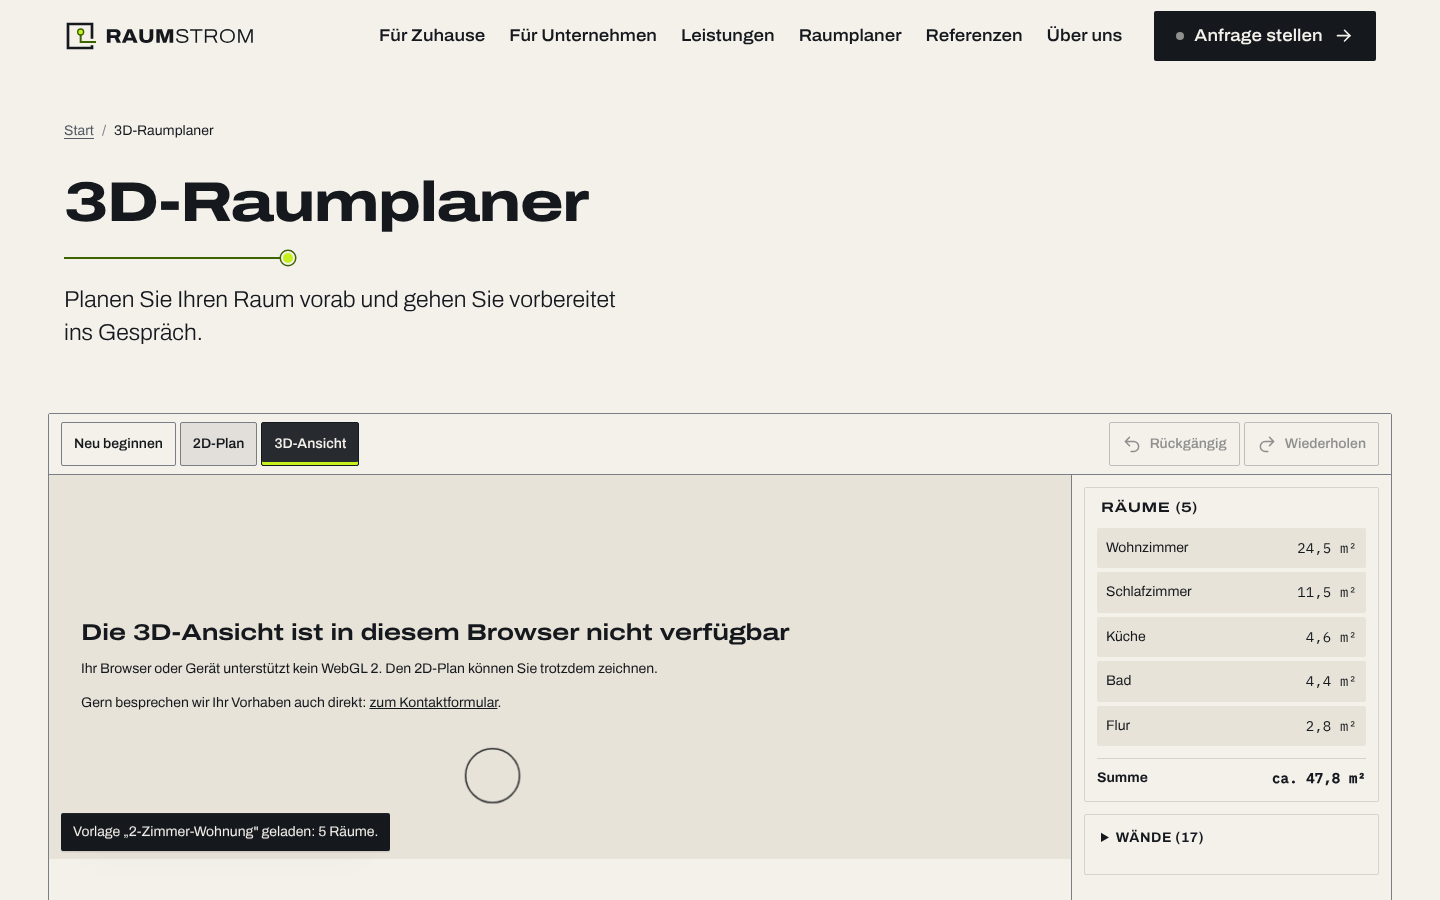 RAUMSTROM
Für Zuhause
Für Unternehmen
Leistungen
Raumplaner
Referenzen
Über uns
Anfrage stellen
Start / 3D-Raumplaner
3D-Raumplaner
Planen Sie Ihren Raum vorab und gehen Sie vorbereitet
ins Gespräch.
Neu beginnen
2D-Plan
3D-Ansicht
Rückgängig
Wiederholen
Die 3D-Ansicht ist in diesem Browser nicht verfügbar
Ihr Browser oder Gerät unterstützt kein WebGL 2. Den 2D-Plan können Sie trotzdem zeichnen.
Gern besprechen wir Ihr Vorhaben auch direkt: zum Kontaktformular.
Vorlage „2-Zimmer-Wohnung" geladen: 5 Räume.
RÄUME (5)
Wohnzimmer 24,5 m²
Schlafzimmer 11,5 m²
Küche 4,6 m²
Bad 4,4 m²
Flur 2,8 m²
Summe ca. 47,8 m²
WÄNDE (17)